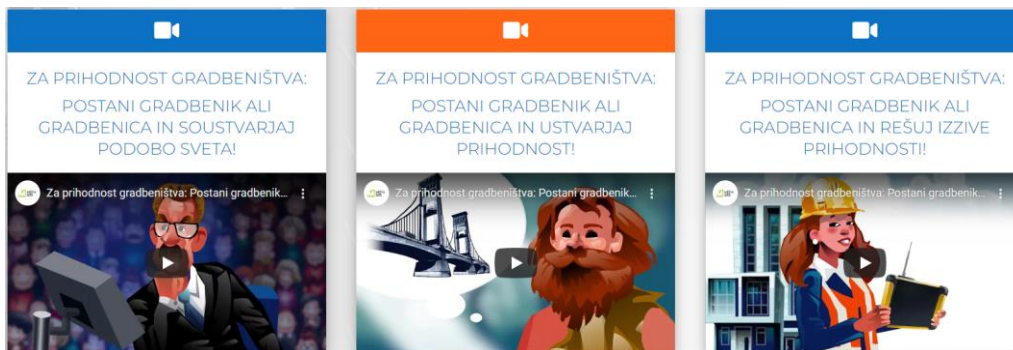 ZA PRIHODNOST GRADBENIŠTVA:
POSTANI GRADBENIK ALI
GRADBENICA IN SOUSTVARJAJ
PODOBO SVETA!
Za prihodnost gradbeništva: Postani gradbenik...
ZA PRIHODNOST GRADBENIŠTVA:
POSTANI GRADBENIK ALI
GRADBENICA IN USTVARJAJ
PRIHODNOST!
Za prihodnost gradbeništva: Postani gradbenik...
ZA PRIHODNOST GRADBENIŠTVA:
POSTANI GRADBENIK ALI
GRADBENICA IN REŠUJ IZZIVE
PRIHODNOSTI!
Za prihodnost gradbeništva: Postani gradbenik...